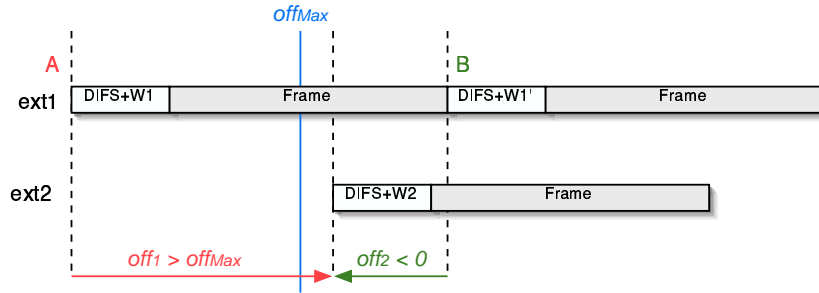 offMax
A B
ext1 DIFS+W1 Frame DIFS+W1' Frame
ext2 DIFS+W2 Frame
off1 > offMax off2 < 0